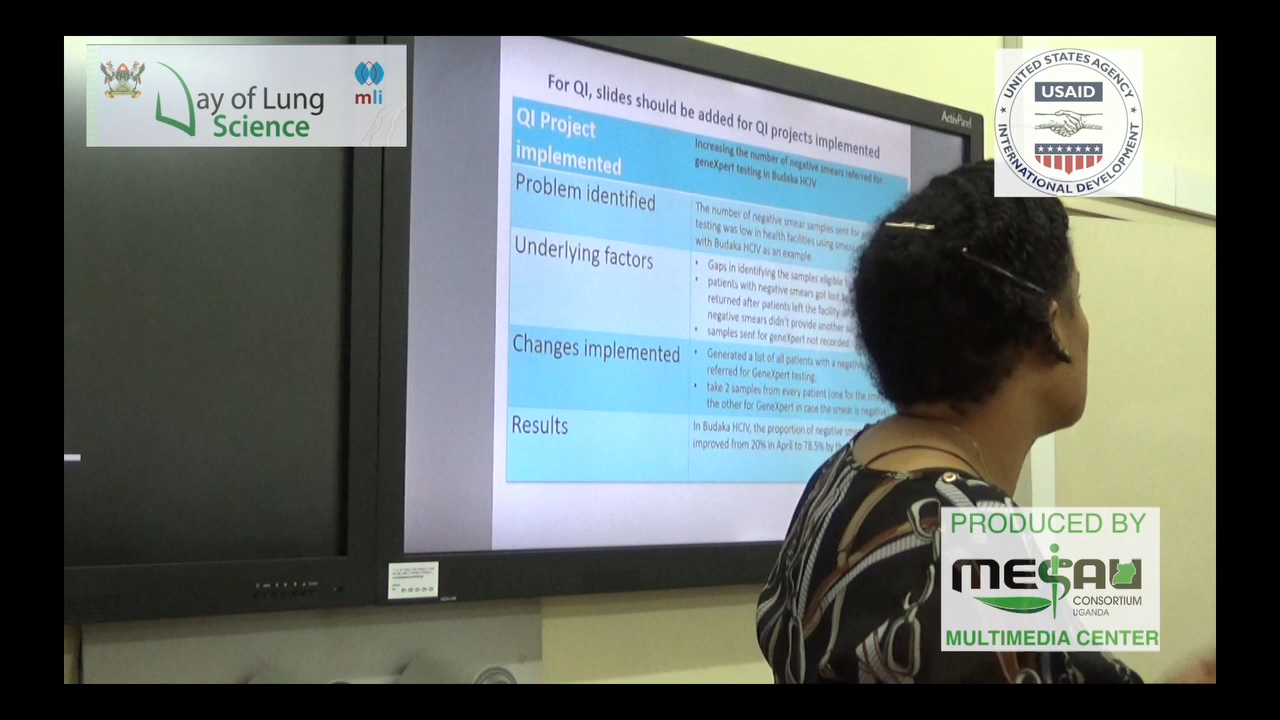 Day of Lung
Science
mli
UNITED STATES AGENCY
USAID
INTERNATIONAL DEVELOPMENT
ActivPanel
For QI, slides should be added for QI projects implemented
QI Project
implemented
Increasing the number of negative smears referred for
geneXpert testing in Budaka HCIV
Problem identified
The number of negative smear samples sent for
testing was low in health facilities using smear
with Budaka HCIV as an example
Underlying factors
• Gaps in identifying the samples eligible
• patients with negative smears got lost
returned after patients left the facility
negative smears didn't provide another
• samples sent for geneXpert not recorded
Changes implemented
• Generated a list of all patients with a negative
referred for GeneXpert testing.
• take 2 samples from every patient (one for the
the other for GeneXpert in case the smear is negative)
Results
In Budaka HCIV, the proportion of negative
improved from 20% in April to 78.5% by
PRODUCED BY
MESAU
CONSORTIUM
UGANDA
MULTIMEDIA CENTER